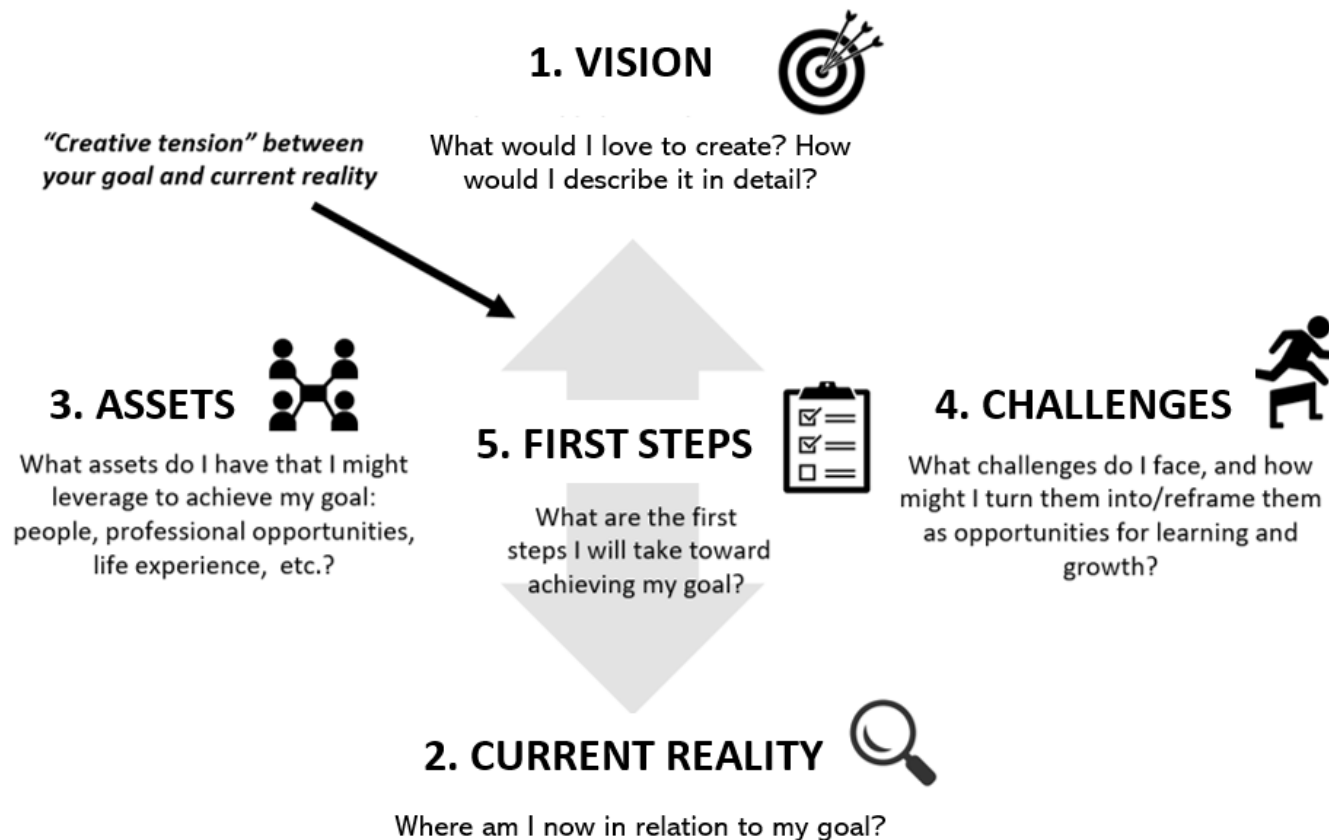 1. VISION
What would I love to create? How
would I describe it in detail?
“Creative tension” between
your goal and current reality
3. ASSETS
What assets do I have that I might
leverage to achieve my goal:
people, professional opportunities,
life experience, etc.?
5. FIRST STEPS
What are the first
steps I will take toward
achieving my goal?
4. CHALLENGES
What challenges do I face, and how
might I turn them into/reframe them
as opportunities for learning and
growth?
2. CURRENT REALITY
Where am I now in relation to my goal?